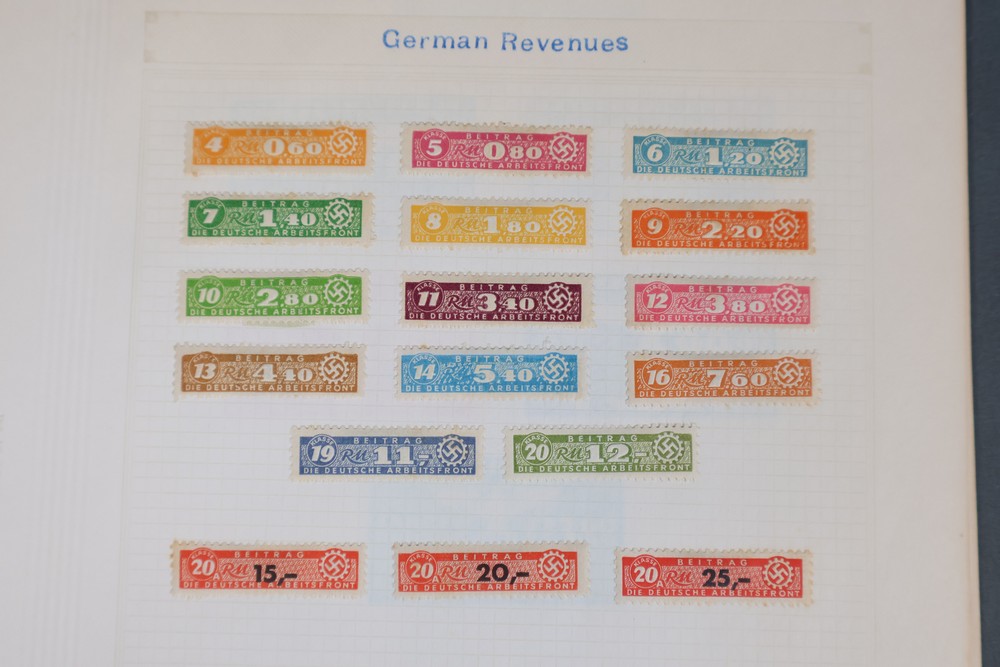 German Revenues
KLASSE BEITRAG
4 RM 0 60
DIE DEUTSCHE ARBEITSFRONT
KLASSE BEITRAG
5 RM 0 80
DIE DEUTSCHE ARBEITSFRONT
KLASSE BEITRAG
6 RM 1,20
DIE DEUTSCHE ARBEITSFRONT
KLASSE BEITRAG
7 RM 1,40
DIE DEUTSCHE ARBEITSFRONT
KLASSE BEITRAG
8 RM 1 80
DIE DEUTSCHE ARBEITSFRONT
KLASSE BEITRAG
9 RM 2,20
DIE DEUTSCHE ARBEITSFRONT
KLASSE BEITRAG
10 RM 2 80
DIE DEUTSCHE ARBEITSFRONT
KLASSE BEITRAG
11 RM 3,40
DIE DEUTSCHE ARBEITSFRONT
KLASSE BEITRAG
12 RM 3,80
DIE DEUTSCHE ARBEITSFRONT
KLASSE BEITRAG
13 RM 4,40
DIE DEUTSCHE ARBEITSFRONT
KLASSE BEITRAG
14 RM 5,40
DIE DEUTSCHE ARBEITSFRONT
KLASSE BEITRAG
16 RM 7,60
DIE DEUTSCHE ARBEITSFRONT
KLASSE BEITRAG
19 RM 11,-
DIE DEUTSCHE ARBEITSFRONT
KLASSE BEITRAG
20 RM 12,-
DIE DEUTSCHE ARBEITSFRONT
KLASSE BEITRAG
20 RM 15,-
DIE DEUTSCHE ARBEITSFRONT
KLASSE BEITRAG
20 A RM 20,-
DIE DEUTSCHE ARBEITSFRONT
KLASSE BEITRAG
20 A RM 25,-
DIE DEUTSCHE ARBEITSFRONT